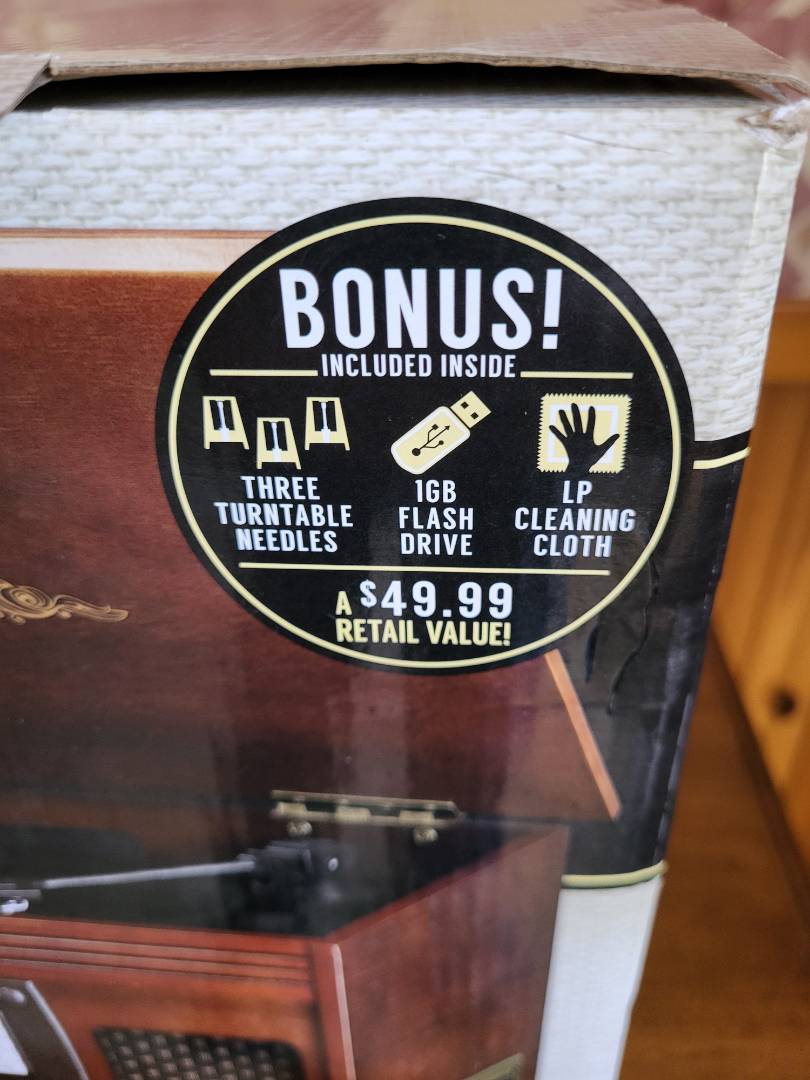 BONUS!
INCLUDED INSIDE
THREE
TURNTABLE
NEEDLES
1GB
FLASH
DRIVE
LP
CLEANING
CLOTH
A $49.99
RETAIL VALUE!